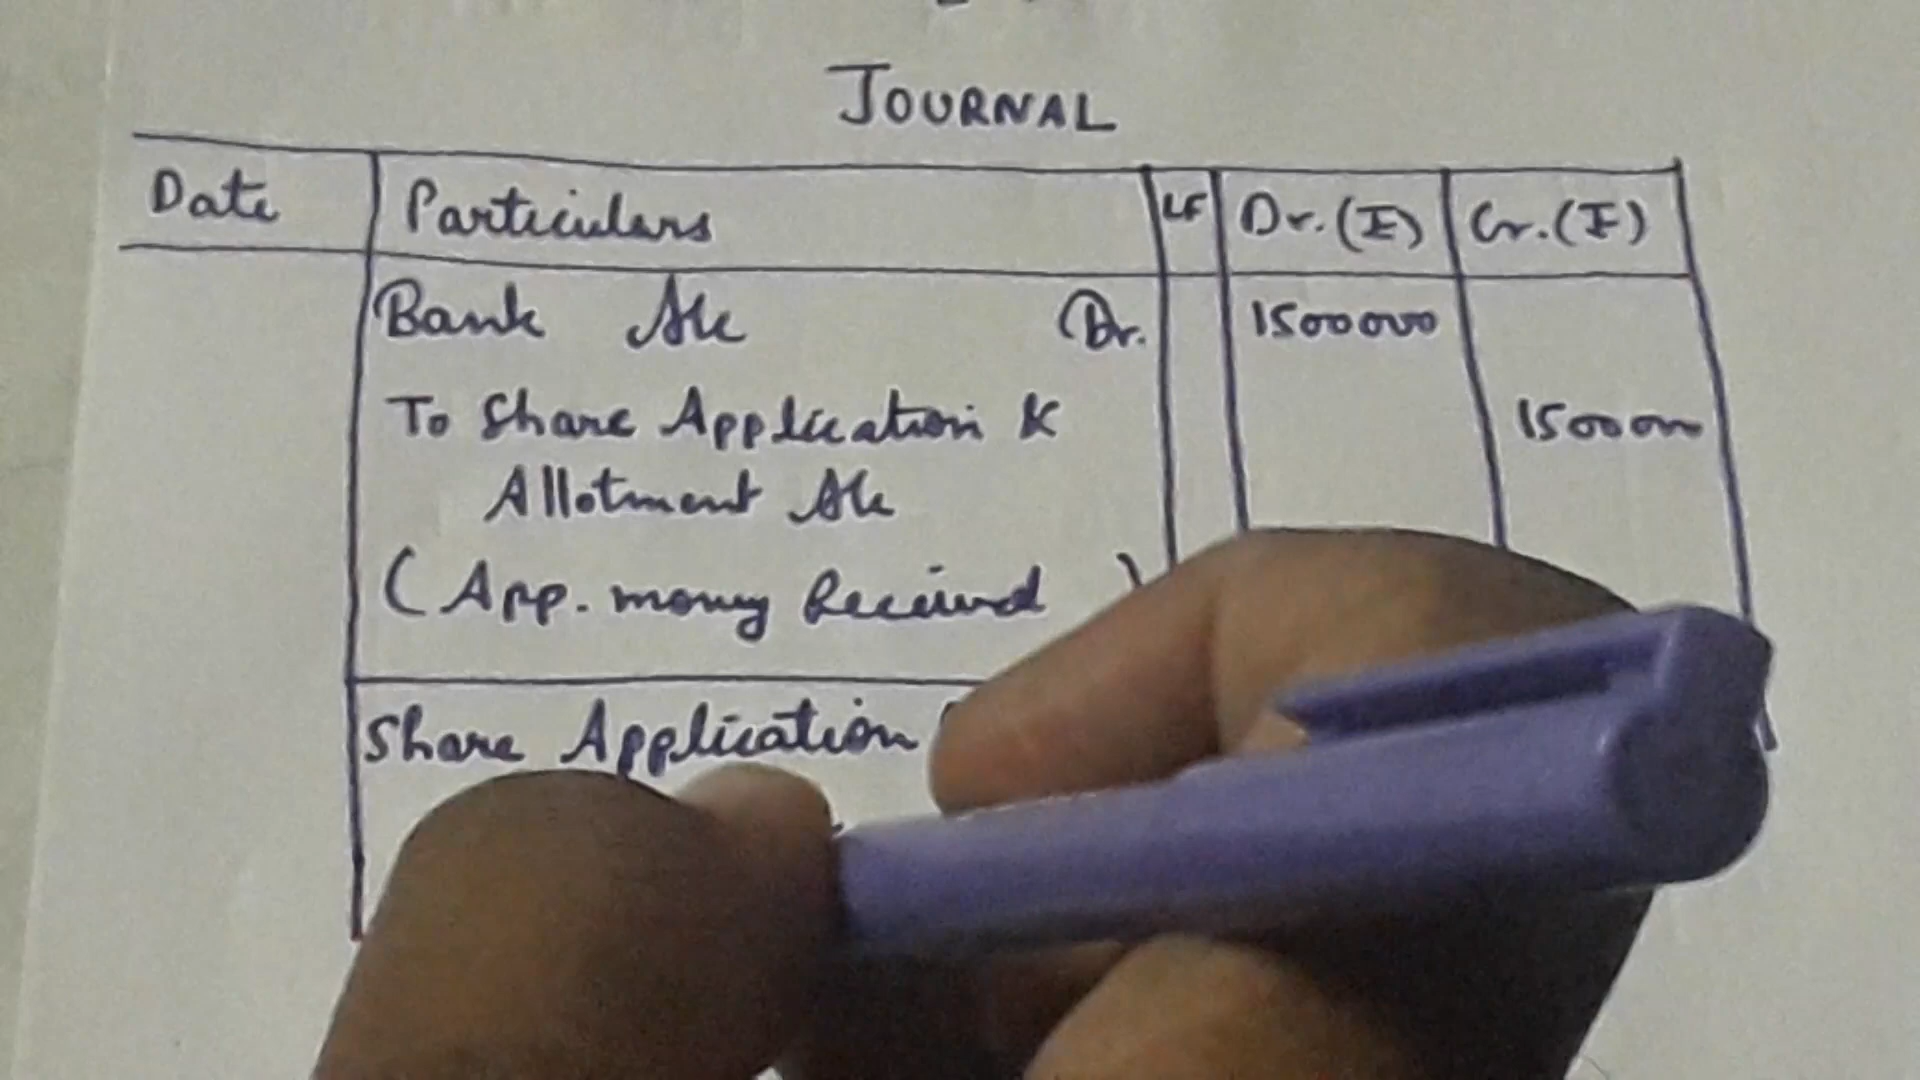 JOURNAL
Date Particulars LF Dr. (₹) Cr. (₹)
Bank A/c Dr. 1500000
To Share Application & 1500000
Allotment A/c
(App. money Received )
Share Application